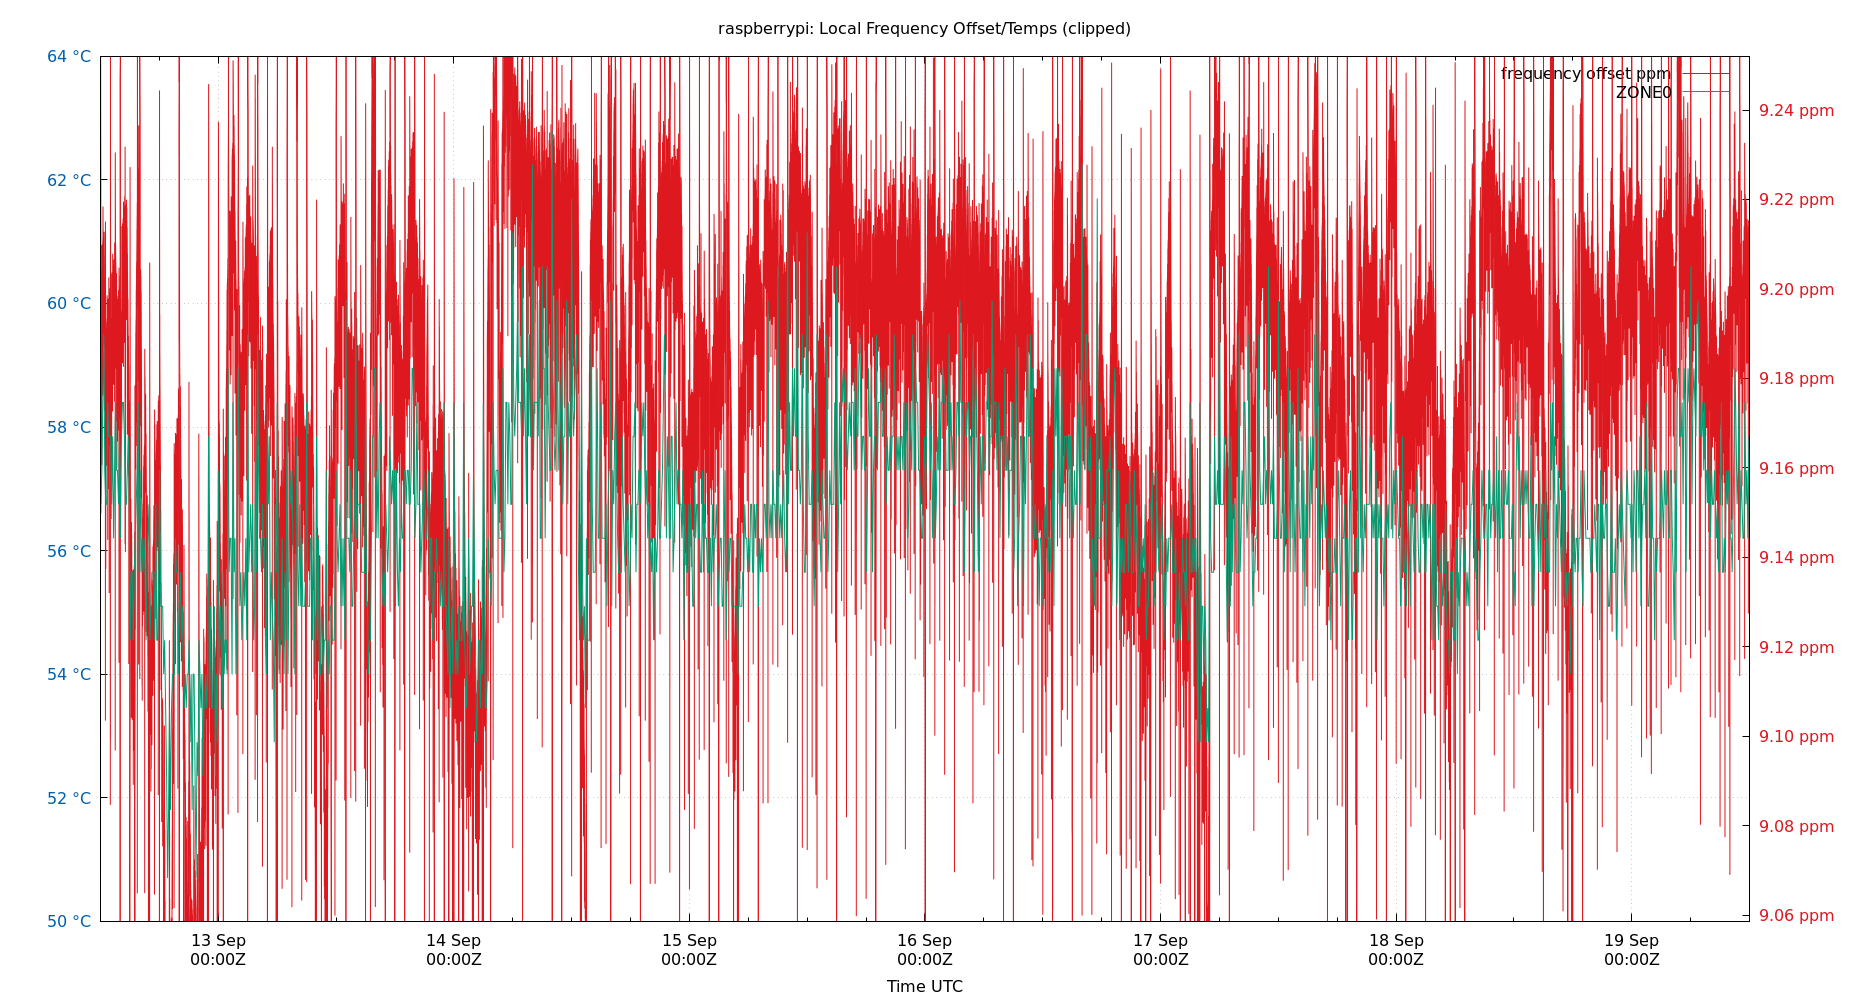 raspberrypi: Local Frequency Offset/Temps (clipped)
64 °C
62 °C
60 °C
58 °C
56 °C
54 °C
52 °C
50 °C
frequency offset ppm
ZONE0
9.24 ppm
9.22 ppm
9.20 ppm
9.18 ppm
9.16 ppm
9.14 ppm
9.12 ppm
9.10 ppm
9.08 ppm
9.06 ppm
13 Sep
00:00Z
14 Sep
00:00Z
15 Sep
00:00Z
16 Sep
00:00Z
17 Sep
00:00Z
18 Sep
00:00Z
19 Sep
00:00Z
Time UTC